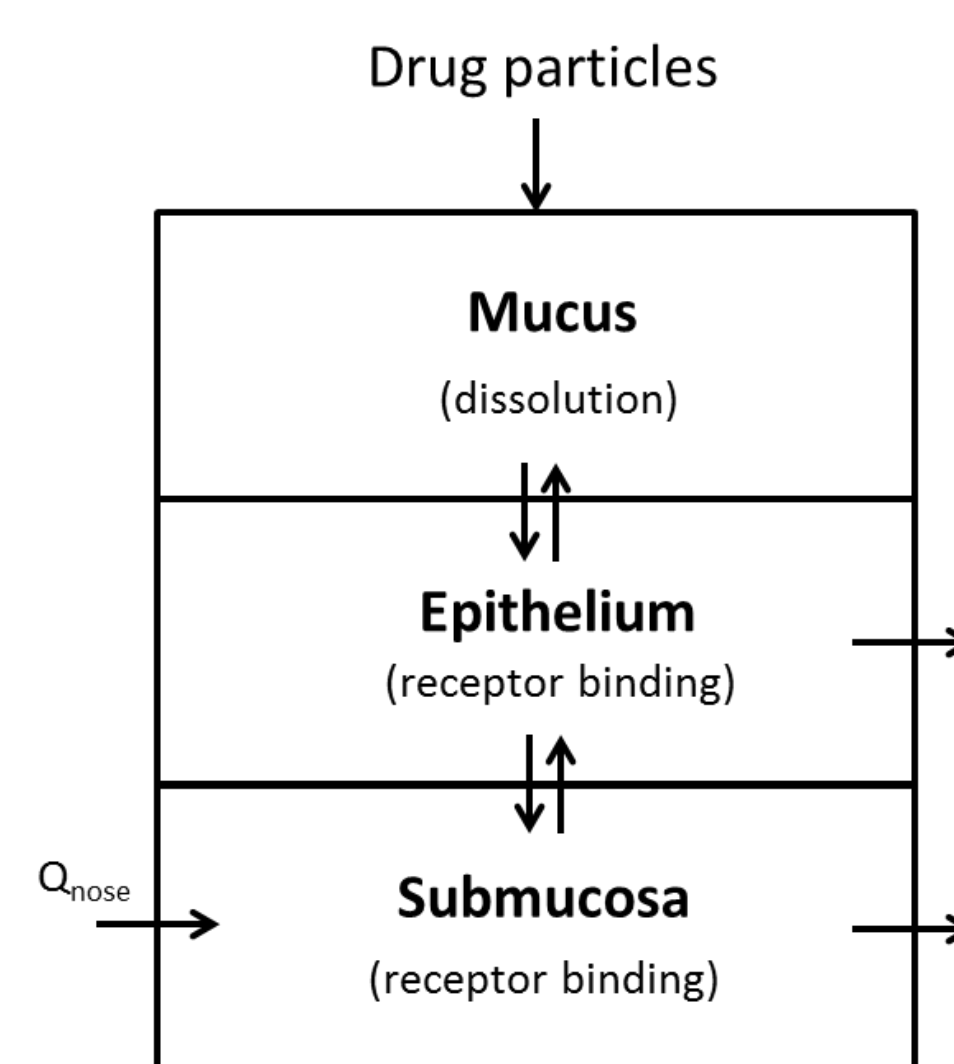 Drug particles
Mucus
(dissolution)
Epithelium
(receptor binding)
Qnose
Submucosa
(receptor binding)